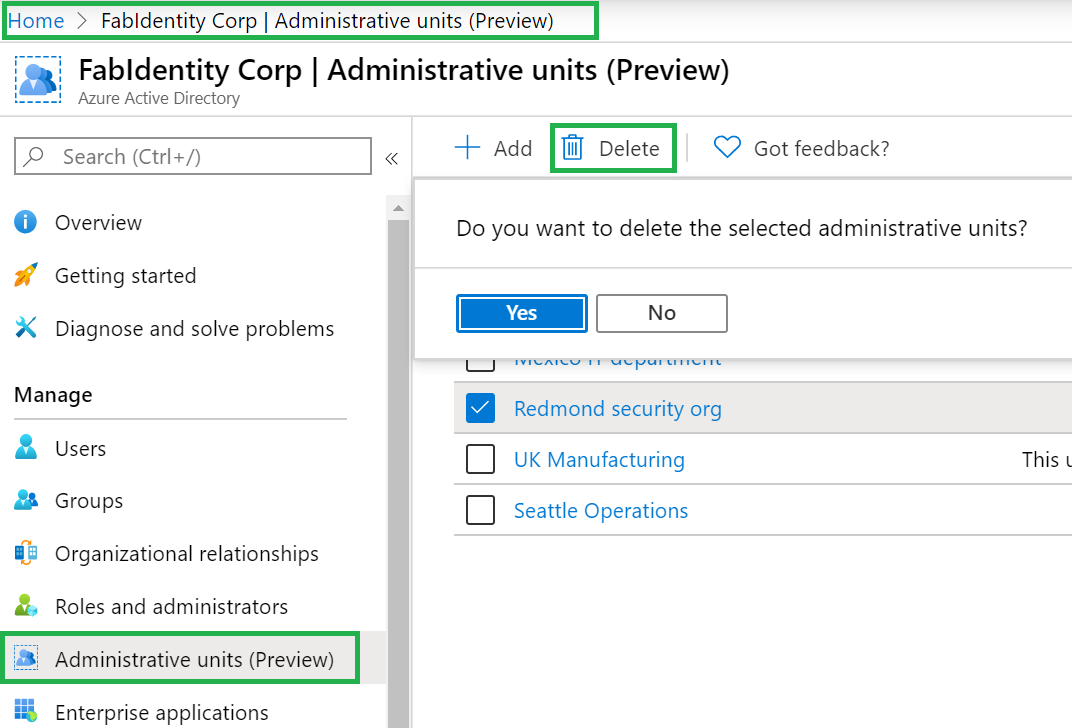 Home > FabIdentity Corp | Administrative units (Preview)
FabIdentity Corp | Administrative units (Preview)
Azure Active Directory
Search (Ctrl+/)
«
Overview
Getting started
Diagnose and solve problems
Manage
Users
Groups
Organizational relationships
Roles and administrators
Administrative units (Preview)
Enterprise applications
Add
Delete
Got feedback?
Do you want to delete the selected administrative units?
Yes
No
Mexico IT department
Redmond security org
UK Manufacturing
This u
Seattle Operations